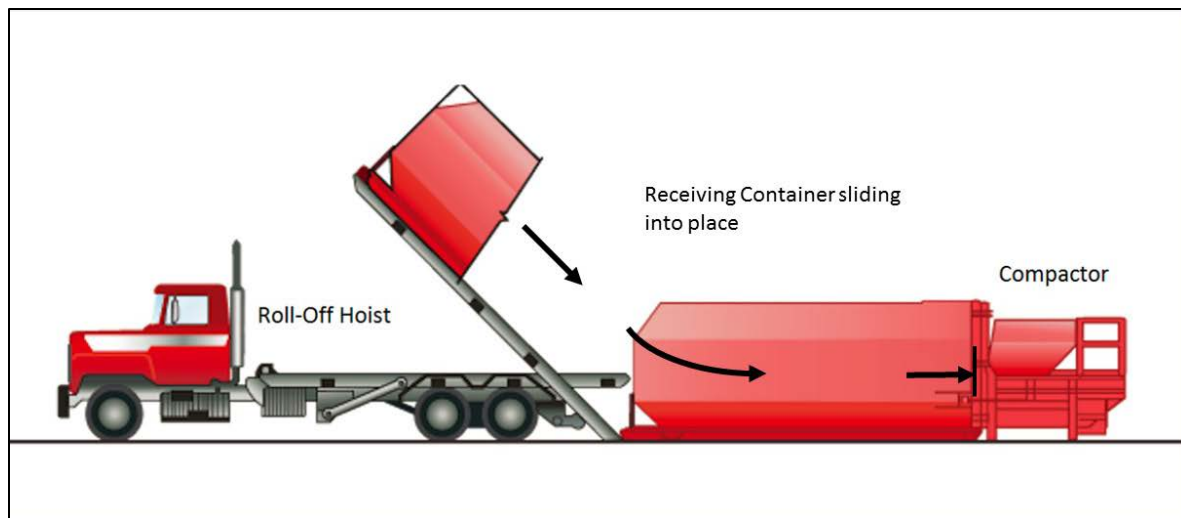 Receiving Container sliding
into place
Compactor
Roll-Off Hoist